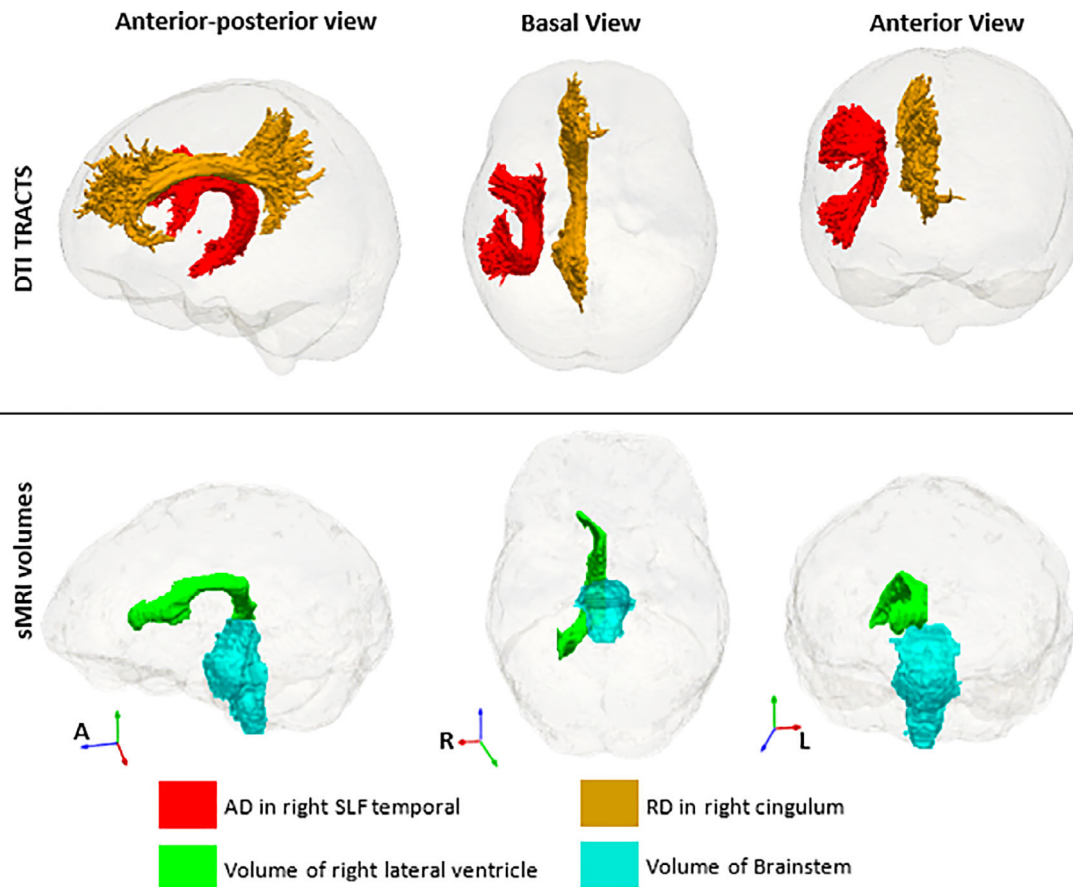 Anterior-posterior view
Basal View
Anterior View
DTI TRACTS
sMRI volumes
A
R
L
AD in right SLF temporal
RD in right cingulum
Volume of right lateral ventricle
Volume of Brainstem